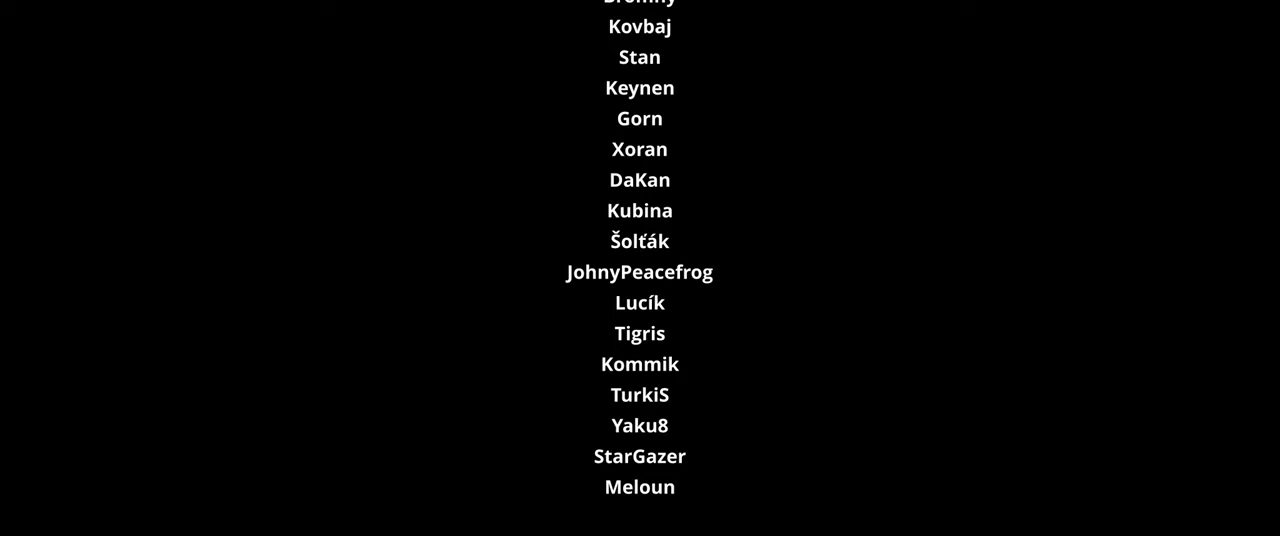 Kovbaj
Stan
Keynen
Gorn
Xoran
DaKan
Kubina
Šolťák
JohnyPeacefrog
Lucík
Tigris
Kommik
TurkiS
Yaku8
StarGazer
Meloun